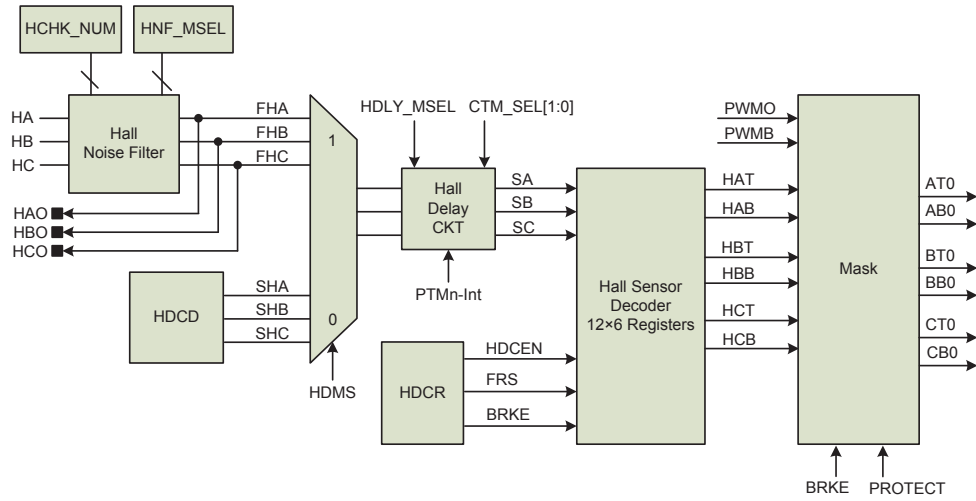 HCHK_NUM
HNF_MSEL
HA
HB
HC
Hall
Noise Filter
FHA
FHB
FHC
HAO
HBO
HCO
1
0
HDCD
SHA
SHB
SHC
HDMS
HDLY_MSEL
CTM_SEL[1:0]
Hall
Delay
CKT
PTMn-Int
SA
SB
SC
HDCR
HDCEN
FRS
BRKE
Hall Sensor
Decoder
12×6 Registers
PWMO
PWMB
HAT
HAB
HBT
HBB
HCT
HCB
Mask
AT0
AB0
BT0
BB0
CT0
CB0
BRKE
PROTECT